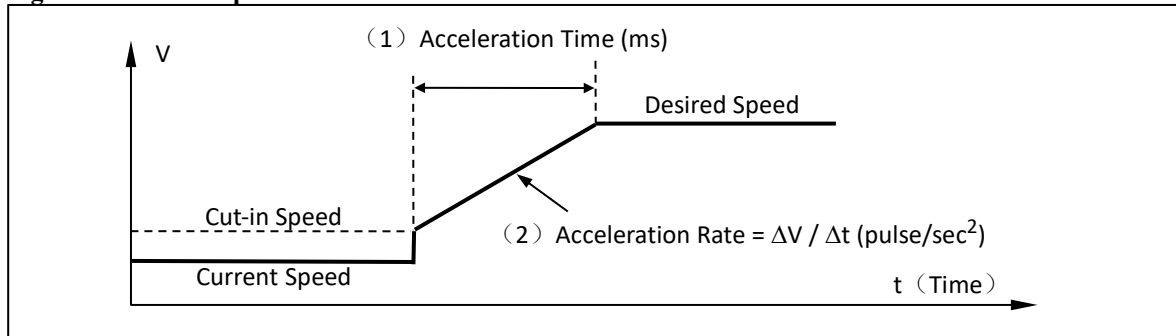 (1) Acceleration Time (ms)
V
Desired Speed
Cut-in Speed
(2) Acceleration Rate = ΔV / Δt (pulse/sec²)
Current Speed
t (Time)